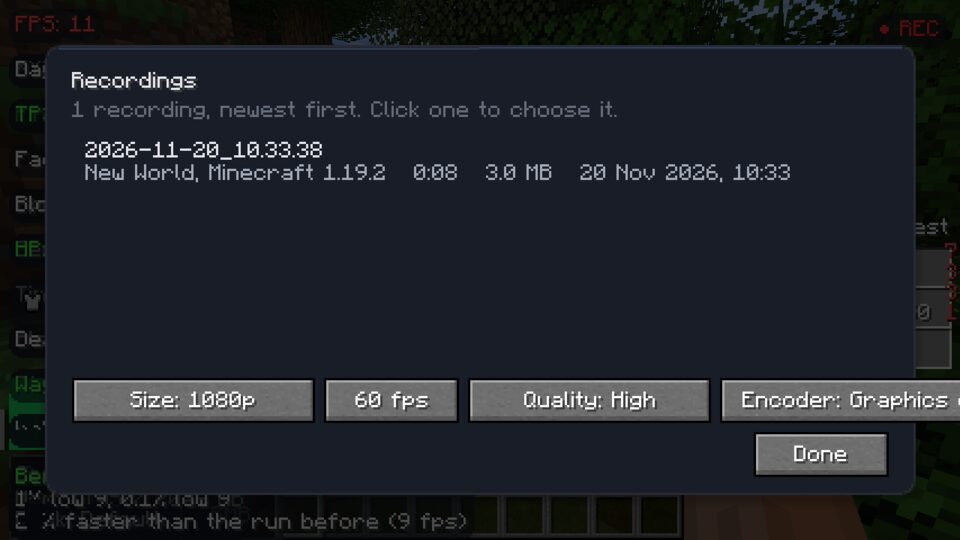 FPS: 11
● REC
Recordings
1 recording, newest first. Click one to choose it.
2026-11-20_10.33.38
New World, Minecraft 1.19.2 0:08 3.0 MB 20 Nov 2026, 10:33
Size: 1080p
60 fps
Quality: High
Encoder: Graphics
Done
faster than the run before (9 fps)